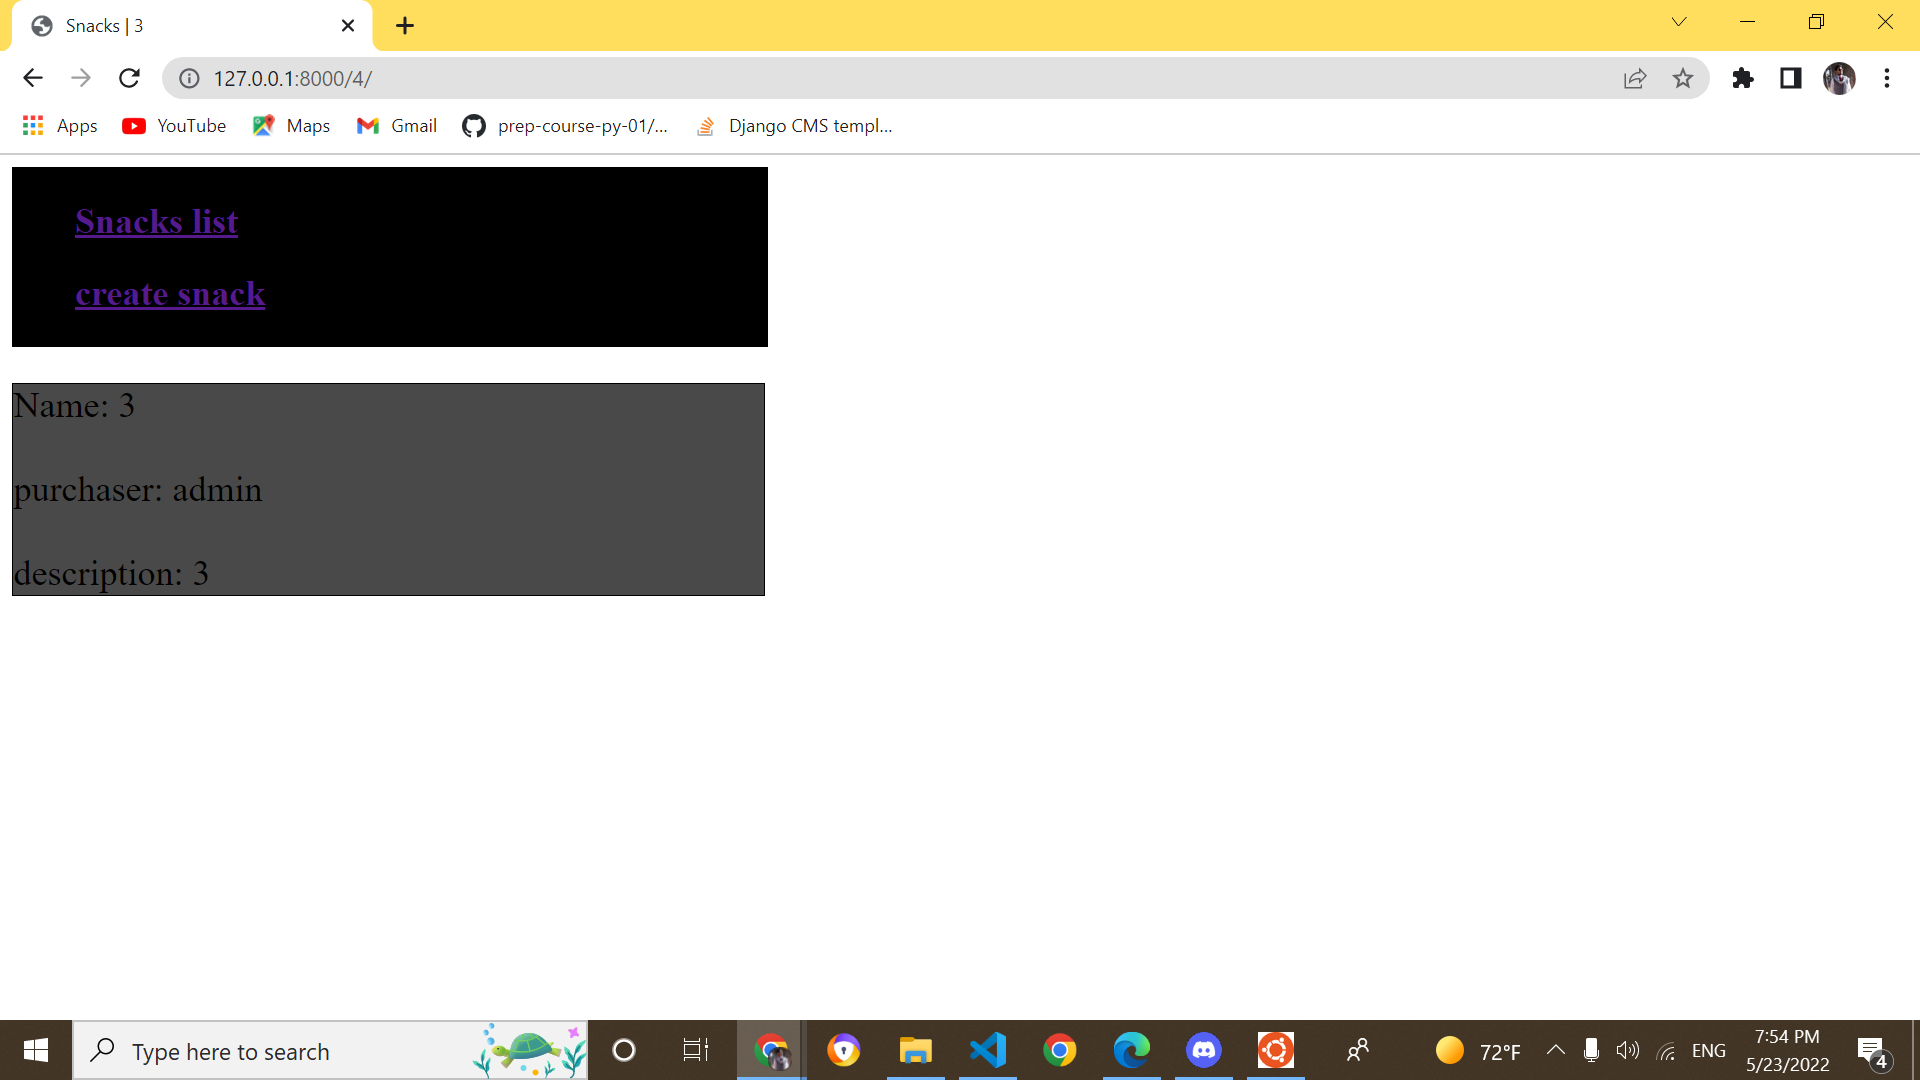 Snacks | 3
127.0.0.1:8000/4/
Apps YouTube Maps Gmail prep-course-py-01/... Django CMS templ...
Snacks list
create snack
Name: 3
purchaser: admin
description: 3
Type here to search
72°F
ENG
7:54 PM
5/23/2022
4